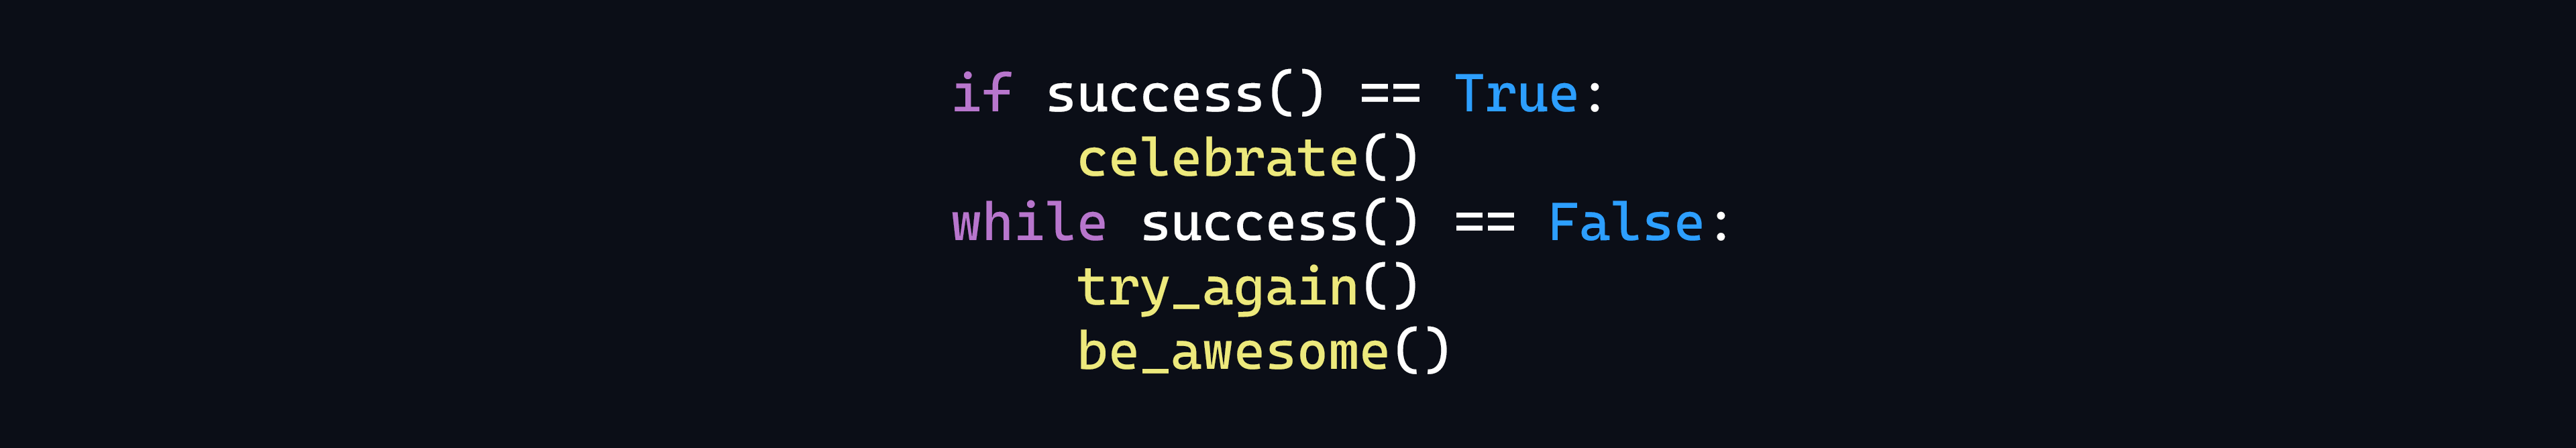 if success() == True:
    celebrate()
while success() == False:
    try_again()
    be_awesome()